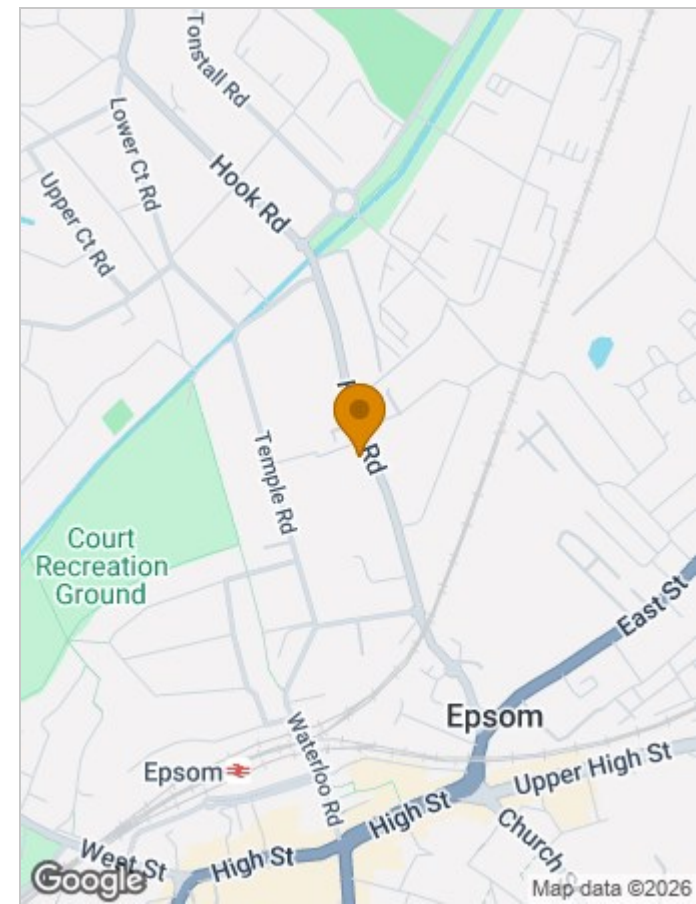 Tonstall Rd
Lower Ct Rd
Hook Rd
Upper Ct Rd
Rd
Temple Rd
Court
Recreation
Ground
East St
Epsom
Waterloo Rd
Epsom
Upper High St
High St
Church S
West St
High St
Google
Map data ©2026